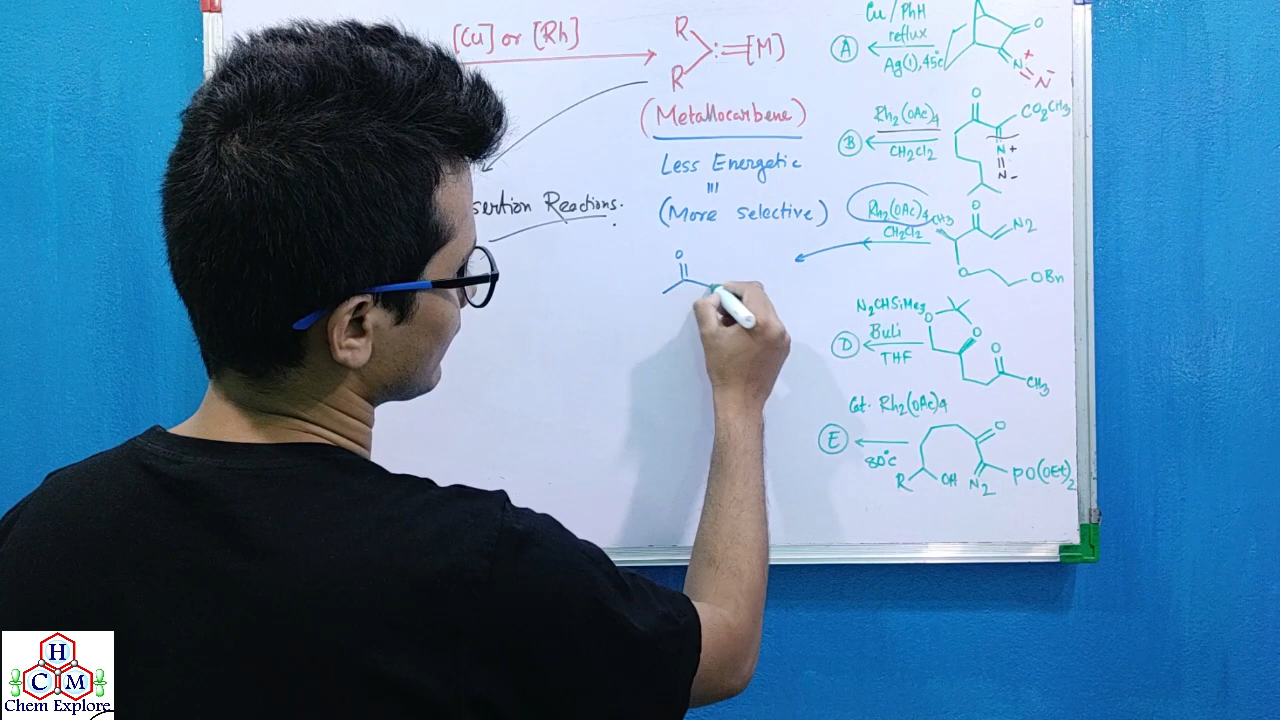 [Cu] or [Rh]
R
R
:
=[M]
(Metallocarbene)
Less Energetic
(More selective)
sertion Reactions.
O
Cu / PhH
reflux
A
Ag(I), 45°C
O
N
+
N
-
Rh2(OAc)4
B
CH2Cl2
O
CO2CH3
N +
N -
Rh2(OAc)4
CH2Cl2
CH3
O
N2
O
OBn
N2CHSiMe3
D
BuLi
THF
O
O
O
CH3
Cat. Rh2(OAc)4
E
80°C
O
R
OH
N2
PO(OEt)2
H
C M
Chem Explore